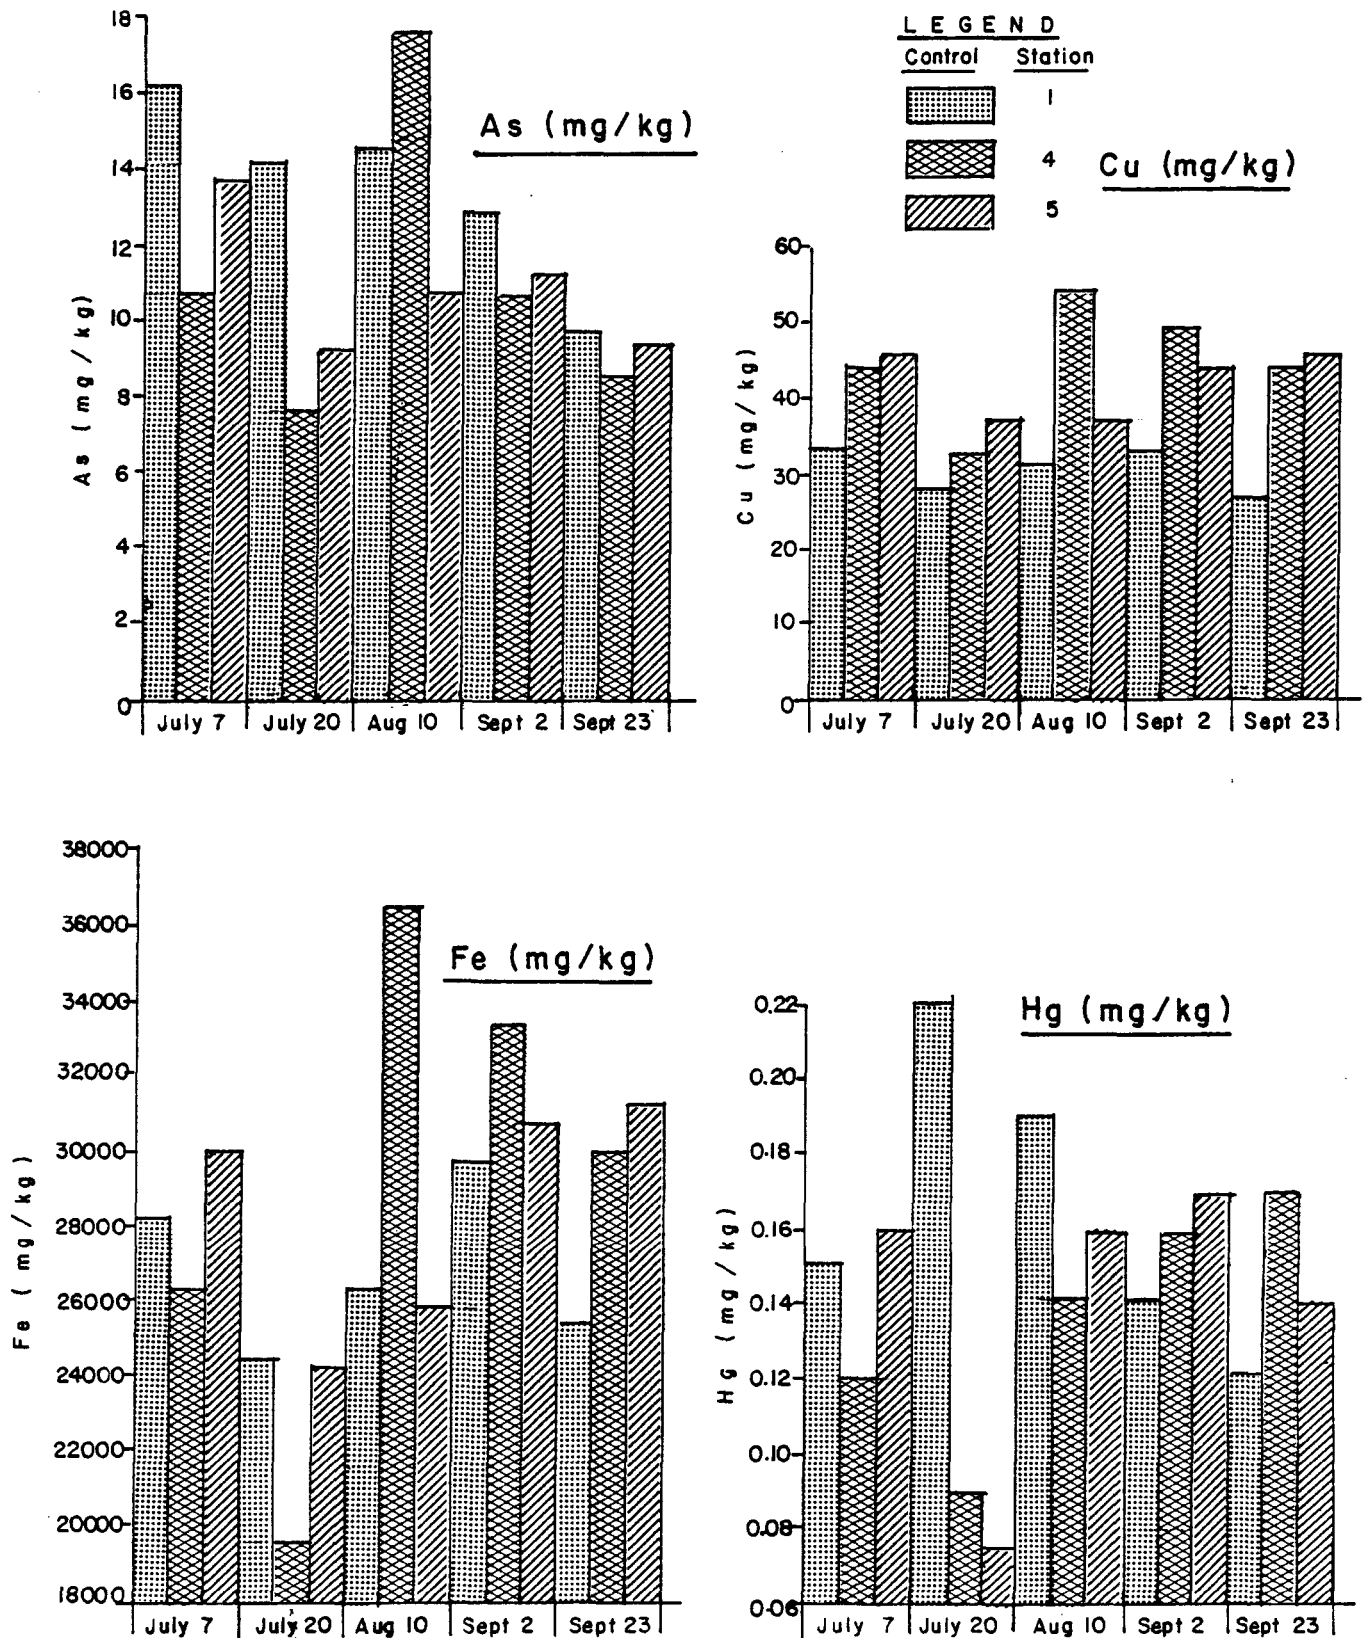 LEGEND
Control Station
1
4
5
As (mg/kg)
18
16
14
12
10
8
6
4
2
0
As (mg/kg)
July 7 July 20 Aug 10 Sept 2 Sept 23
Cu (mg/kg)
60
50
40
30
20
10
0
Cu (mg/kg)
July 7 July 20 Aug 10 Sept 2 Sept 23
Fe (mg/kg)
38000
36000
34000
32000
30000
28000
26000
24000
22000
20000
18000
Fe (mg/kg)
July 7 July 20 Aug 10 Sept 2 Sept 23
Hg (mg/kg)
0.22
0.20
0.18
0.16
0.14
0.12
0.10
0.08
0.06
Hg (mg/kg)
July 7 July 20 Aug 10 Sept 2 Sept 23